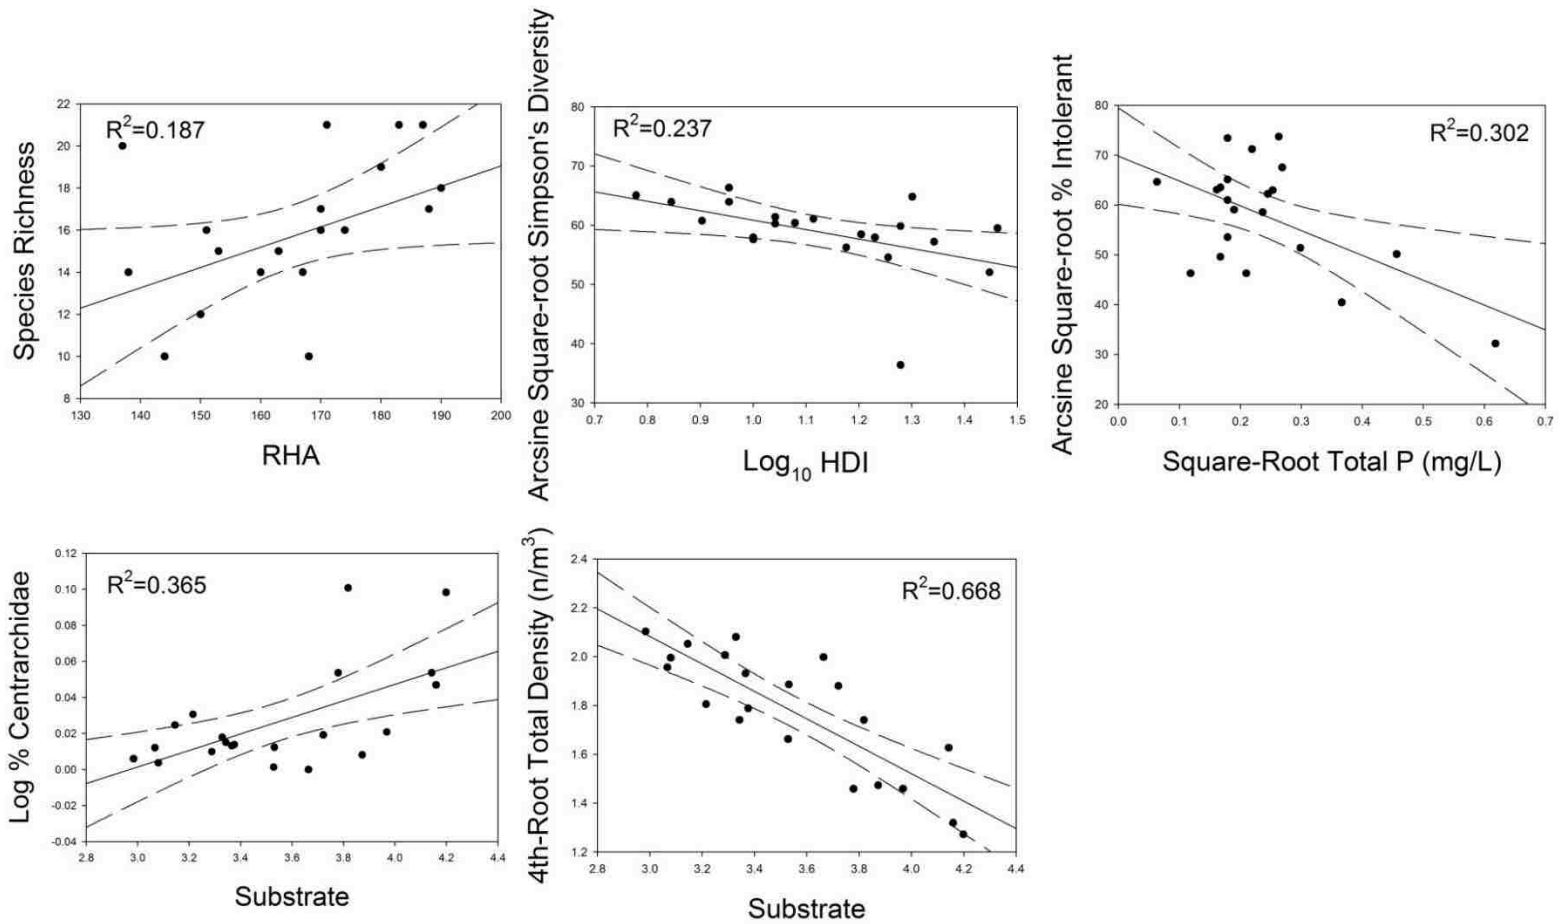 Species Richness
22
20
18
16
14
12
10
8
R²=0.187
130 140 150 160 170 180 190 200
RHA
Arcsine Square-root Simpson's Diversity
80
70
60
50
40
30
R²=0.237
0.7 0.8 0.9 1.0 1.1 1.2 1.3 1.4 1.5
Log₁₀ HDI
Arcsine Square-root % Intolerant
80
70
60
50
40
30
20
R²=0.302
0.0 0.1 0.2 0.3 0.4 0.5 0.6 0.7
Square-Root Total P (mg/L)
Log % Centrarchidae
0.12
0.10
0.08
0.06
0.04
0.02
0.00
-0.02
-0.04
R²=0.365
2.8 3.0 3.2 3.4 3.6 3.8 4.0 4.2 4.4
Substrate
4th-Root Total Density (n/m³)
2.4
2.2
2.0
1.8
1.6
1.4
1.2
R²=0.668
2.8 3.0 3.2 3.4 3.6 3.8 4.0 4.2 4.4
Substrate